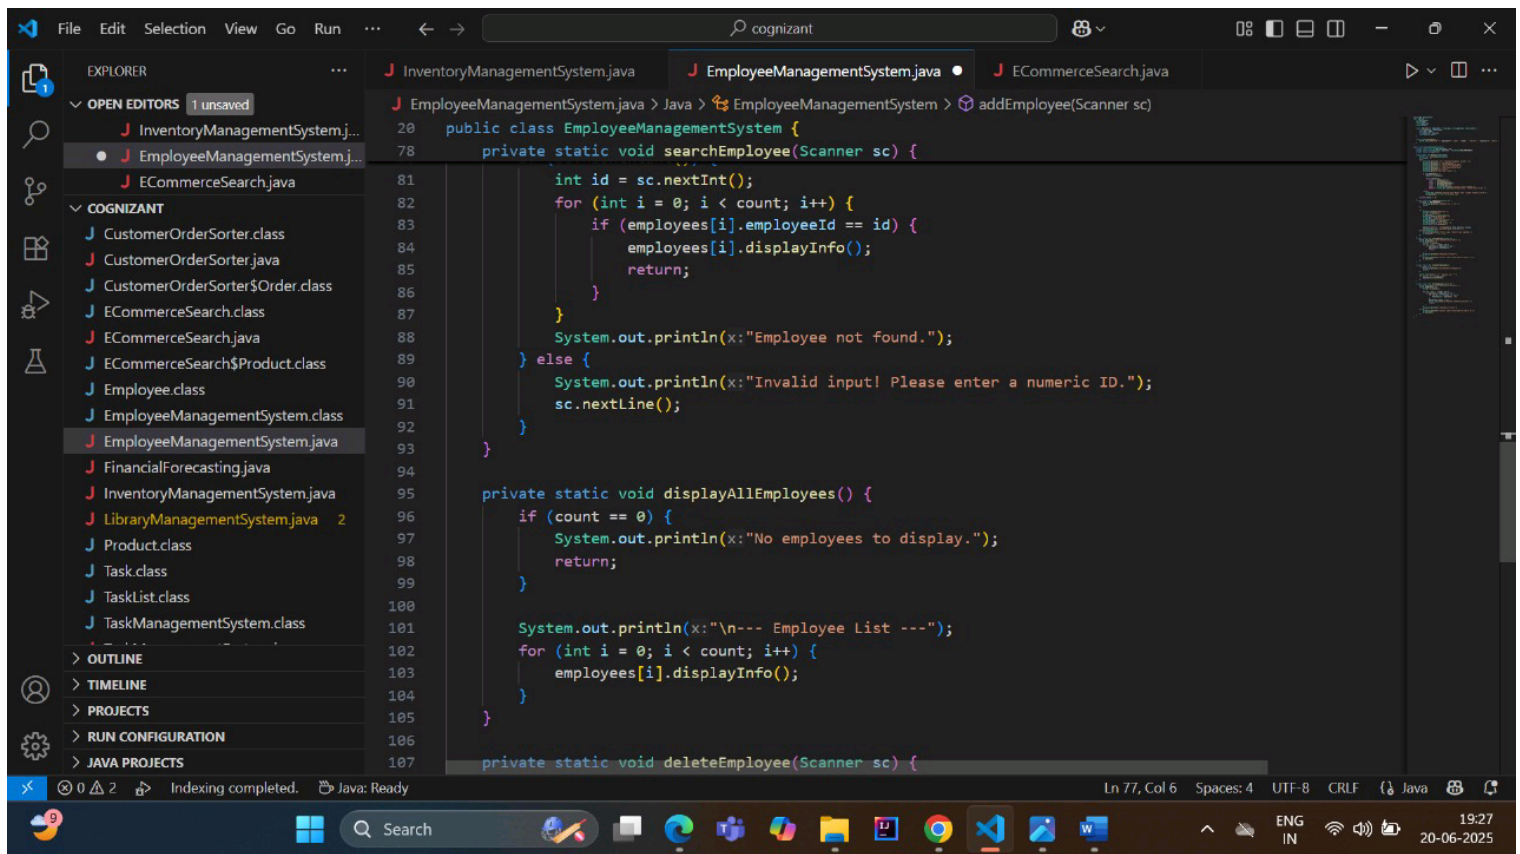 File Edit Selection View Go Run ··· cognizant
EXPLORER ···
OPEN EDITORS 1 unsaved
J InventoryManagementSystem.j...
J EmployeeManagementSystem.j...
J ECommerceSearch.java
COGNIZANT
J CustomerOrderSorter.class
J CustomerOrderSorter.java
J CustomerOrderSorter$Order.class
J ECommerceSearch.class
J ECommerceSearch.java
J ECommerceSearch$Product.class
J Employee.class
J EmployeeManagementSystem.class
J EmployeeManagementSystem.java
J FinancialForecasting.java
J InventoryManagementSystem.java
J LibraryManagementSystem.java 2
J Product.class
J Task.class
J TaskList.class
J TaskManagementSystem.class
> OUTLINE
> TIMELINE
> PROJECTS
> RUN CONFIGURATION
> JAVA PROJECTS
1
J InventoryManagementSystem.java J EmployeeManagementSystem.java ● J ECommerceSearch.java ···
J EmployeeManagementSystem.java > Java > EmployeeManagementSystem > addEmployee(Scanner sc)
20 public class EmployeeManagementSystem {
78 private static void searchEmployee(Scanner sc) {
81 int id = sc.nextInt();
82 for (int i = 0; i < count; i++) {
83 if (employees[i].employeeId == id) {
84 employees[i].displayInfo();
85 return;
86 }
87 }
88 System.out.println(x:"Employee not found.");
89 } else {
90 System.out.println(x:"Invalid input! Please enter a numeric ID.");
91 sc.nextLine();
92 }
93 }
94
95 private static void displayAllEmployees() {
96 if (count == 0) {
97 System.out.println(x:"No employees to display.");
98 return;
99 }
100
101 System.out.println(x:"\n--- Employee List ---");
102 for (int i = 0; i < count; i++) {
103 employees[i].displayInfo();
104 }
105 }
106
107 private static void deleteEmployee(Scanner sc) {
0 2 Indexing completed. Java: Ready Ln 77, Col 6 Spaces: 4 UTF-8 CRLF Java
9 Search W ENG 19:27
IN 20-06-2025